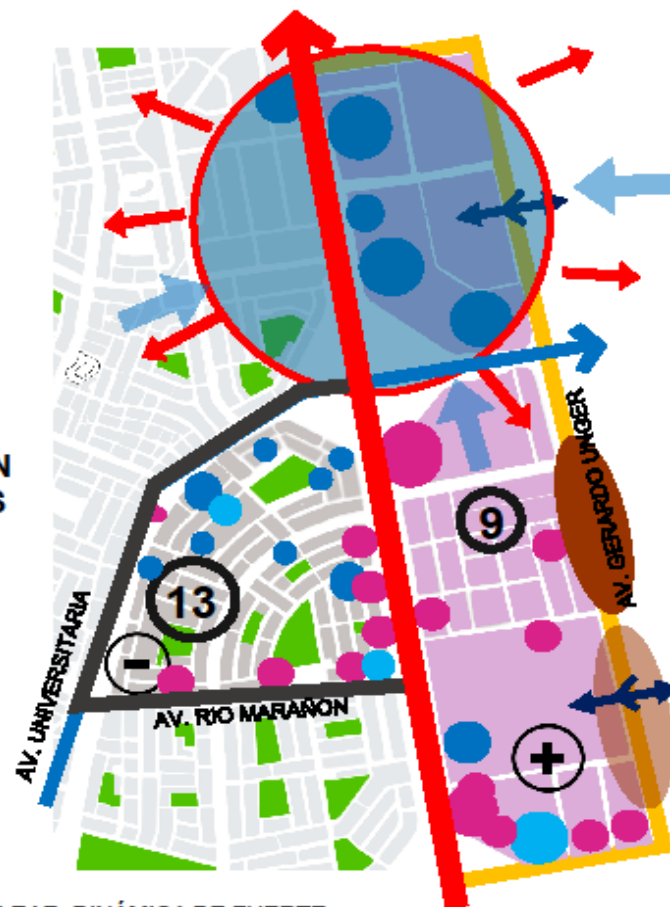 N
S
AV. GERARDO UNGER
9
13
-
AV. UNIVERSITARIA
AV. RIO MARAÑON
+